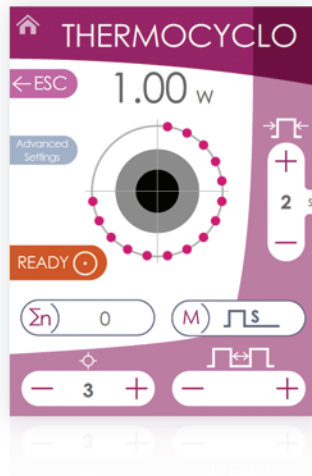 THERMOCYCLO
←ESC
1.00 w
Advanced
Settings
+
2 s
−
READY
Σn) 0
M) S
− 3 +
− +